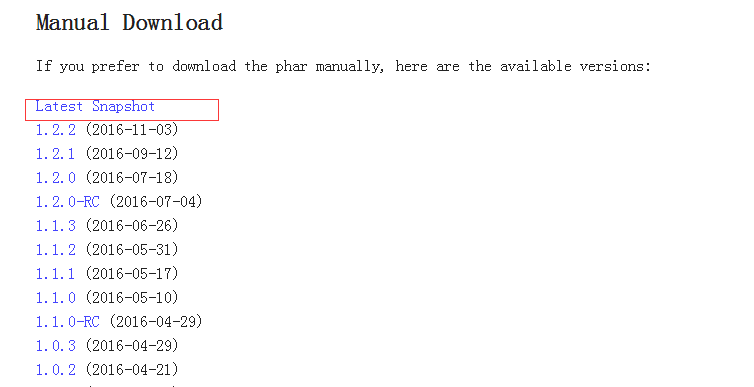 Manual Download
If you prefer to download the phar manually, here are the available versions:
Latest Snapshot
1.2.2 (2016-11-03)
1.2.1 (2016-09-12)
1.2.0 (2016-07-18)
1.2.0-RC (2016-07-04)
1.1.3 (2016-06-26)
1.1.2 (2016-05-31)
1.1.1 (2016-05-17)
1.1.0 (2016-05-10)
1.1.0-RC (2016-04-29)
1.0.3 (2016-04-29)
1.0.2 (2016-04-21)